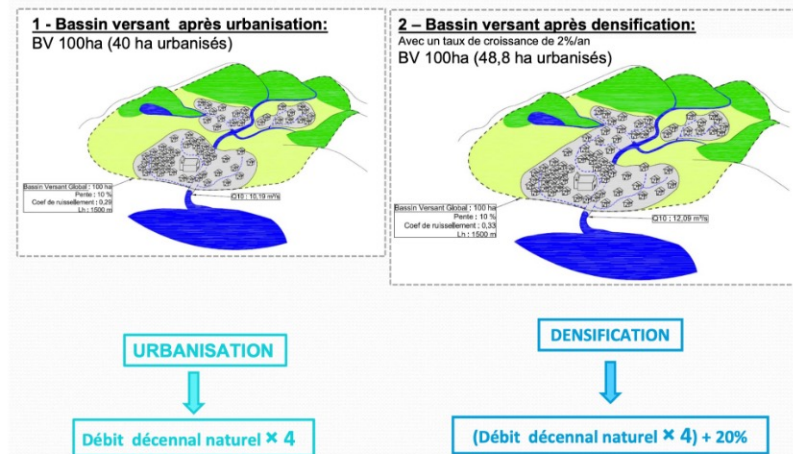 1 - Bassin versant après urbanisation:
BV 100ha (40 ha urbanisés)
Bassin Versant Global : 100 ha
Pente : 10 %
Coef de ruissellement : 0,29
Lh : 1500 m
Q10 : 10,19 m³/s
2 – Bassin versant après densification:
Avec un taux de croissance de 2%/an
BV 100ha (48,8 ha urbanisés)
Bassin Versant Global : 100 ha
Pente : 10 %
Coef de ruissellement : 0,33
Lh : 1500 m
Q10 : 12,09 m³/s
URBANISATION
Débit décennal naturel × 4
DENSIFICATION
(Débit décennal naturel × 4) + 20%